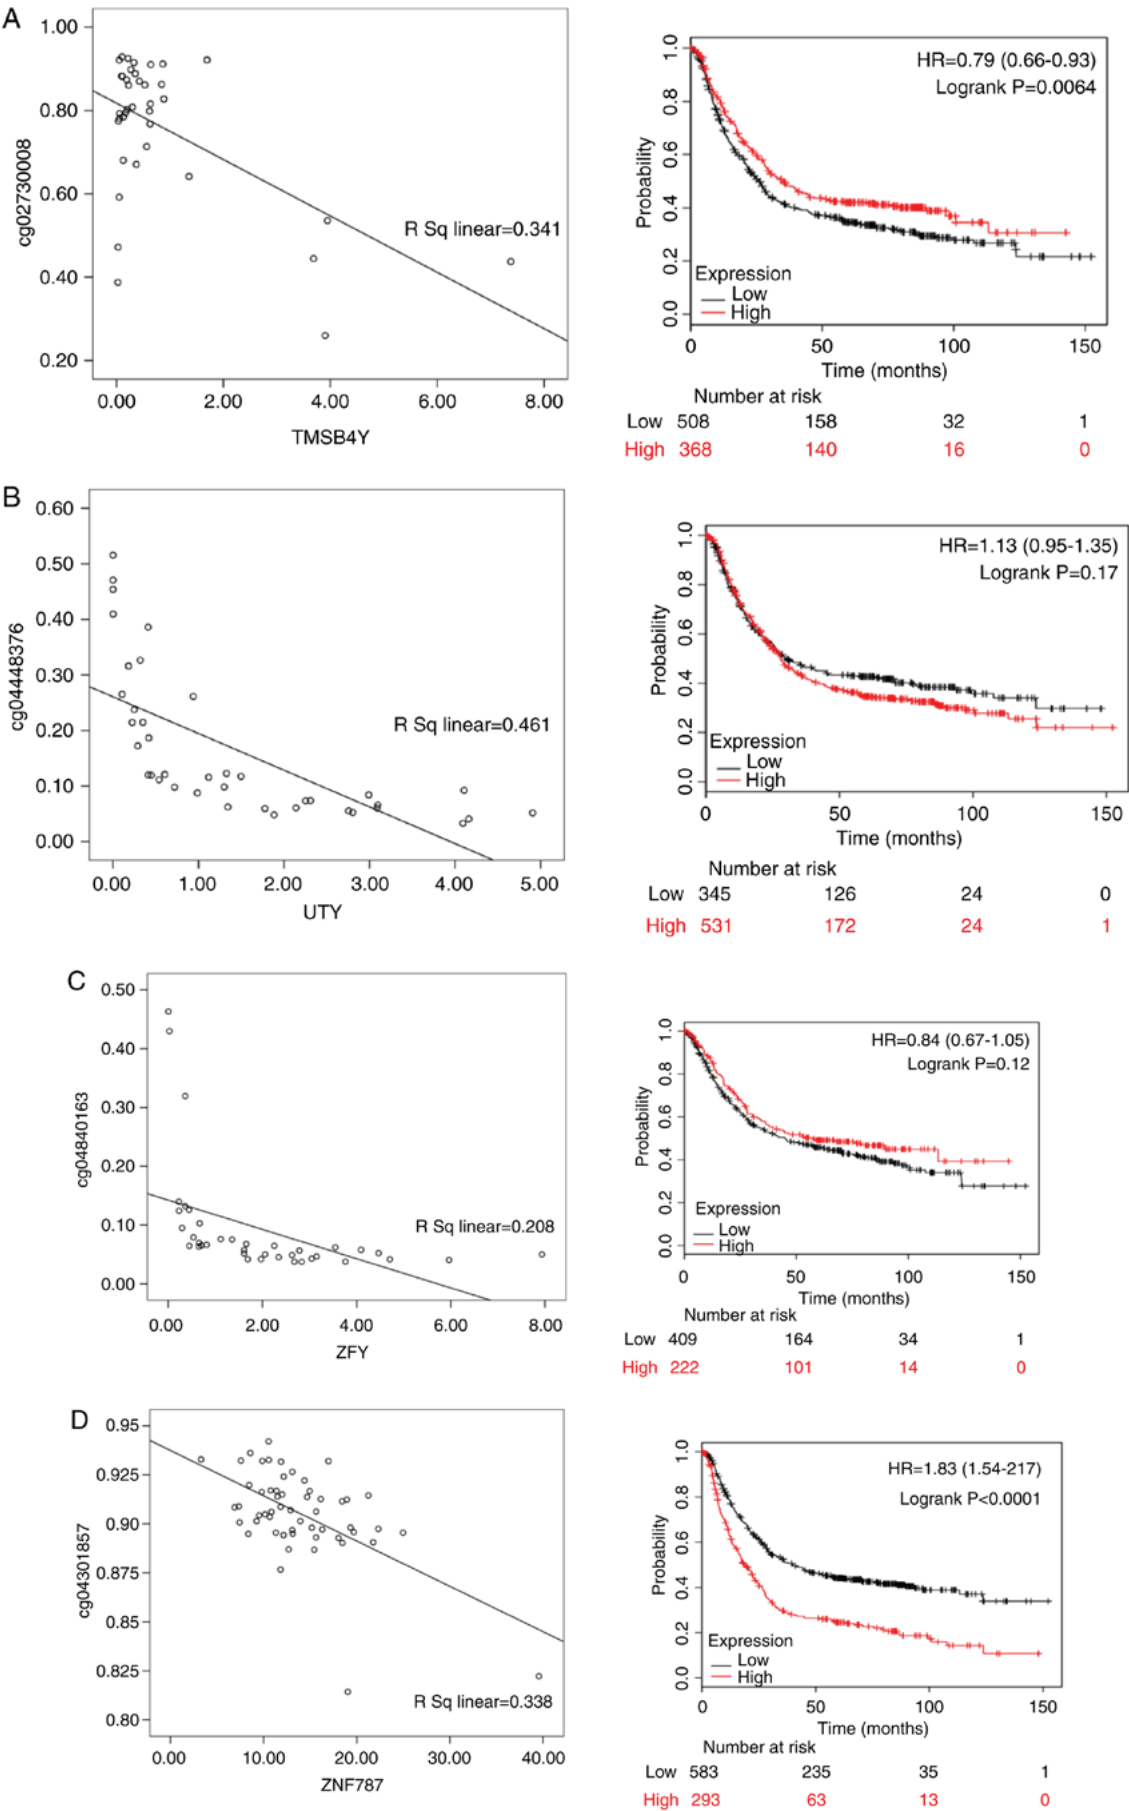 A
1.00
0.80
0.60
0.40
0.20
cg02730008
R Sq linear=0.341
0.00 2.00 4.00 6.00 8.00
TMSB4Y
1.0
0.8
0.6
0.4
0.2
0.0
Probability
HR=0.79 (0.66-0.93)
Logrank P=0.0064
Expression
Low
High
0 50 100 150
Time (months)
Number at risk
Low 508 158 32 1
High 368 140 16 0
B
0.60
0.50
0.40
0.30
0.20
0.10
0.00
cg04448376
R Sq linear=0.461
0.00 1.00 2.00 3.00 4.00 5.00
UTY
1.0
0.8
0.6
0.4
0.2
0.0
Probability
HR=1.13 (0.95-1.35)
Logrank P=0.17
Expression
Low
High
0 50 100 150
Time (months)
Number at risk
Low 345 126 24 0
High 531 172 24 1
C
0.50
0.40
0.30
0.20
0.10
0.00
cg04840163
R Sq linear=0.208
0.00 2.00 4.00 6.00 8.00
ZFY
1.0
0.8
0.6
0.4
0.2
0.0
Probability
HR=0.84 (0.67-1.05)
Logrank P=0.12
Expression
Low
High
0 50 100 150
Time (months)
Number at risk
Low 409 164 34 1
High 222 101 14 0
D
0.95
0.925
0.90
0.875
0.85
0.825
0.80
cg04301857
R Sq linear=0.338
0.00 10.00 20.00 30.00 40.00
ZNF787
1.0
0.8
0.6
0.4
0.2
0.0
Probability
HR=1.83 (1.54-217)
Logrank P<0.0001
Expression
Low
High
0 50 100 150
Time (months)
Number at risk
Low 583 235 35 1
High 293 63 13 0